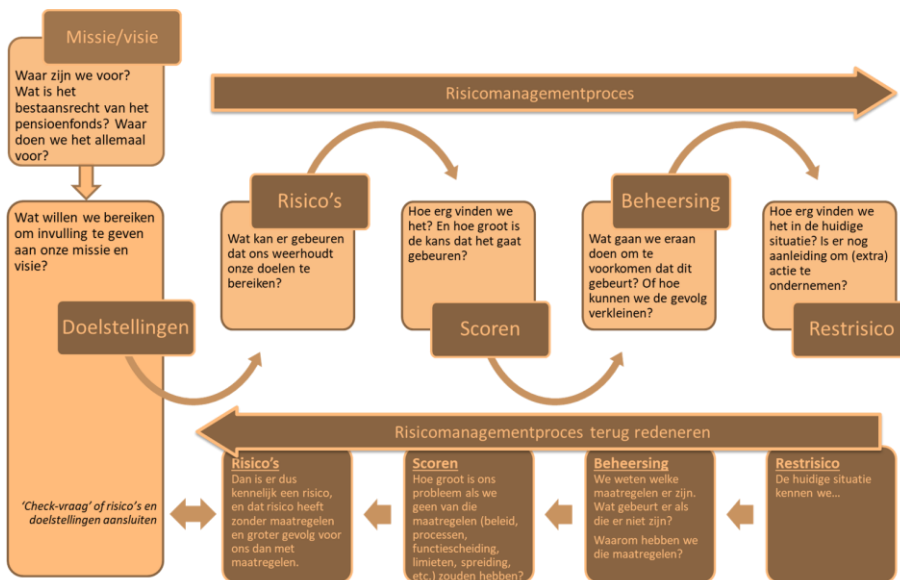 Missie/visie
Waar zijn we voor?
Wat is het
bestaansrecht van het
pensioenfonds? Waar
doen we het allemaal
voor?
Risicomanagementproces
Wat willen we bereiken
om invulling te geven
aan onze missie en
visie?
Doelstellingen
Risico's
Wat kan er gebeuren
dat ons weerhoudt
onze doelen te
bereiken?
Hoe erg vinden we
het? En hoe groot is
de kans dat het gaat
gebeuren?
Scoren
Beheersing
Wat gaan we eraan
doen om te
voorkomen dat dit
gebeurt? Of hoe
kunnen we de gevolg
verkleinen?
Hoe erg vinden we
het in de huidige
situatie? Is er nog
aanleiding om (extra)
actie te
ondernemen?
Restrisico
Risicomanagementproces terug redeneren
'Check-vraag' of risico's en
doelstellingen aansluiten
Risico's
Dan is er dus
kennelijk een risico,
en dat risico heeft
zonder maatregelen
en groter gevolg voor
ons dan met
maatregelen.
Scoren
Hoe groot is ons
probleem als we
geen van die
maatregelen (beleid,
processen,
functiescheiding,
limieten, spreiding,
etc.) zouden hebben?
Beheersing
We weten welke
maatregelen er zijn.
Wat gebeurt er als
die er niet zijn?
Waarom hebben we
die maatregelen?
Restrisico
De huidige situatie
kennen we...